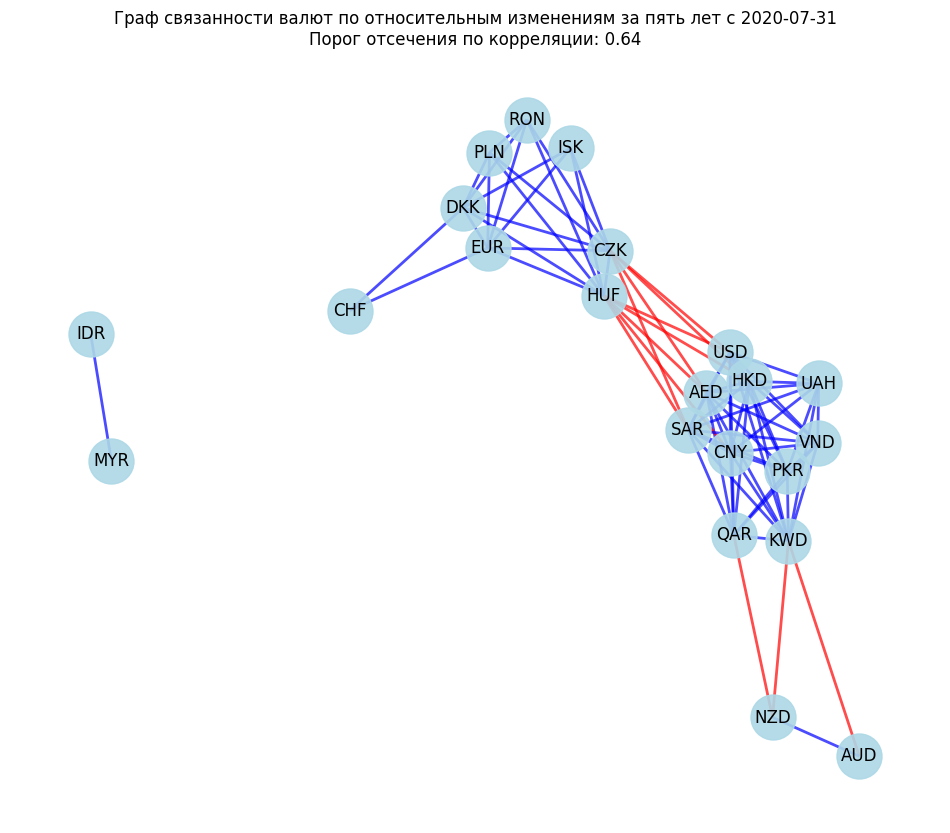 Граф связанности валют по относительным изменениям за пять лет с 2020-07-31
Порог отсечения по корреляции: 0.64
RON
ISK
PLN
DKK
EUR
CZK
HUF
CHF
IDR
USD
HKD
UAH
AED
SAR
VND
CNY
MYR
PKR
QAR
KWD
NZD
AUD